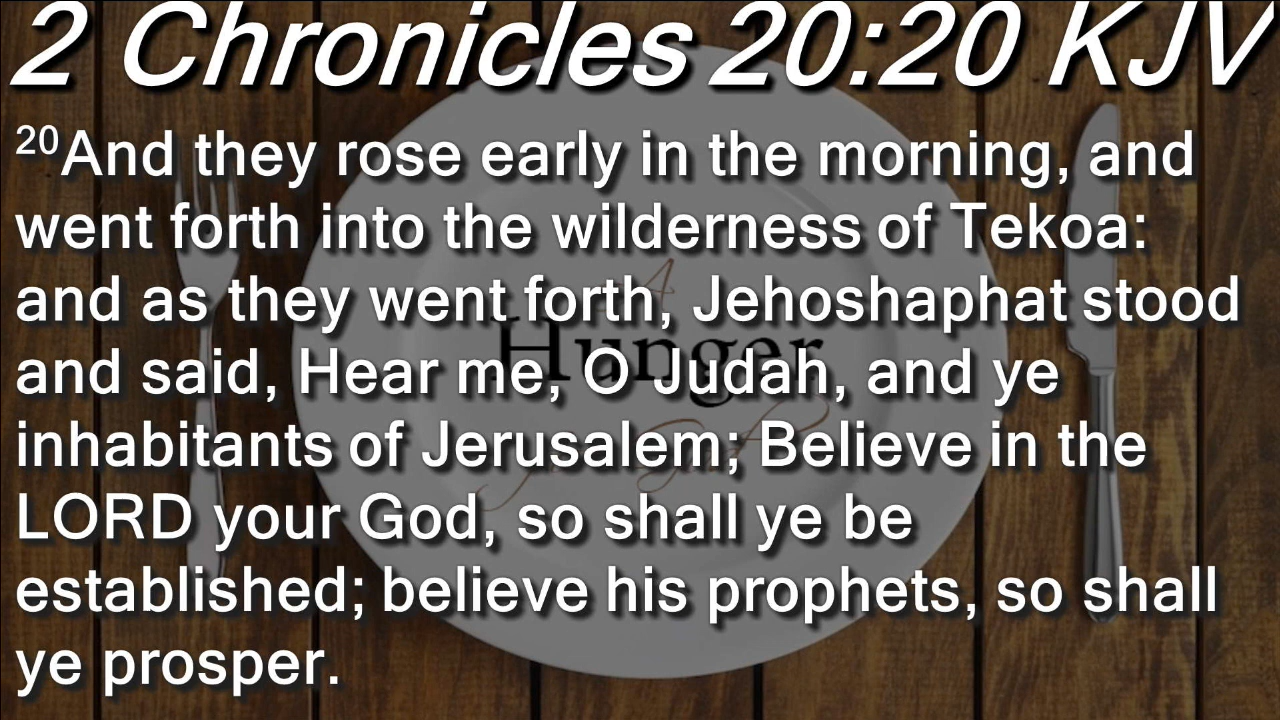 2 Chronicles 20:20 KJV
20And they rose early in the morning, and
went forth into the wilderness of Tekoa:
and as they went forth, Jehoshaphat stood
and said, Hear me, O Judah, and ye
inhabitants of Jerusalem; Believe in the
LORD your God, so shall ye be
established; believe his prophets, so shall
ye prosper.
A
Hunger